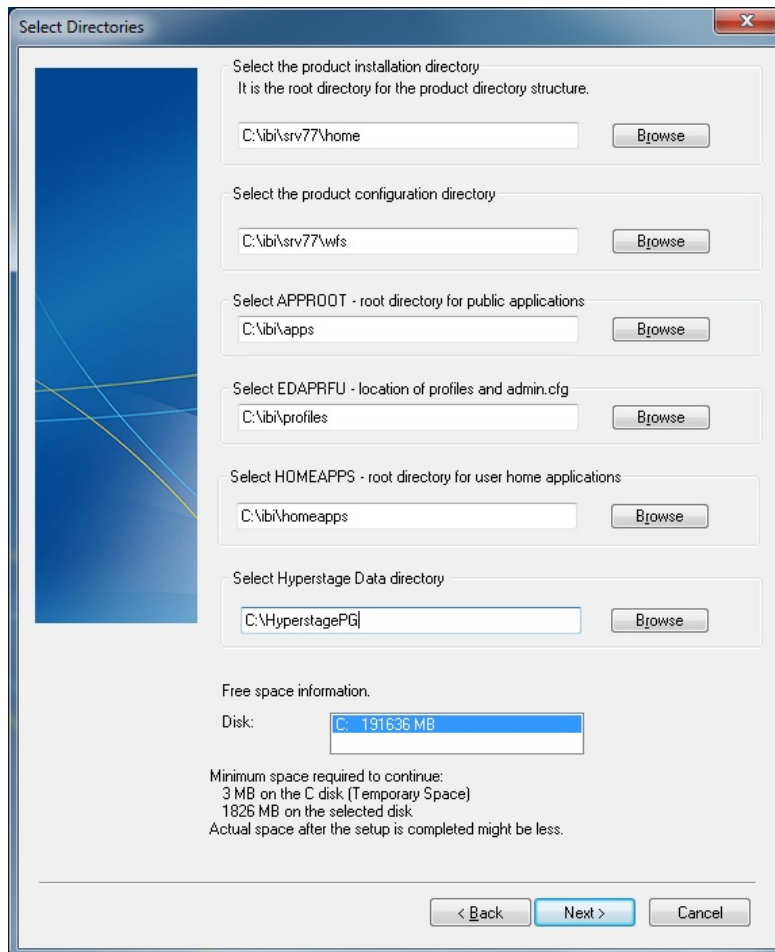 Select Directories
Select the product installation directory
It is the root directory for the product directory structure.
C:\ibi\srv77\home
Browse
Select the product configuration directory
C:\ibi\srv77\wfs
Browse
Select APPROOT - root directory for public applications
C:\ibi\apps
Browse
Select EDAPRFU - location of profiles and admin.cfg
C:\ibi\profiles
Browse
Select HOMEAPPS - root directory for user home applications
C:\ibi\homeapps
Browse
Select Hyperstage Data directory
C:\HyperstagePG
Browse
Free space information.
Disk:
C: 191636 MB
Minimum space required to continue:
3 MB on the C disk (Temporary Space)
1826 MB on the selected disk
Actual space after the setup is completed might be less.
< Back
Next >
Cancel